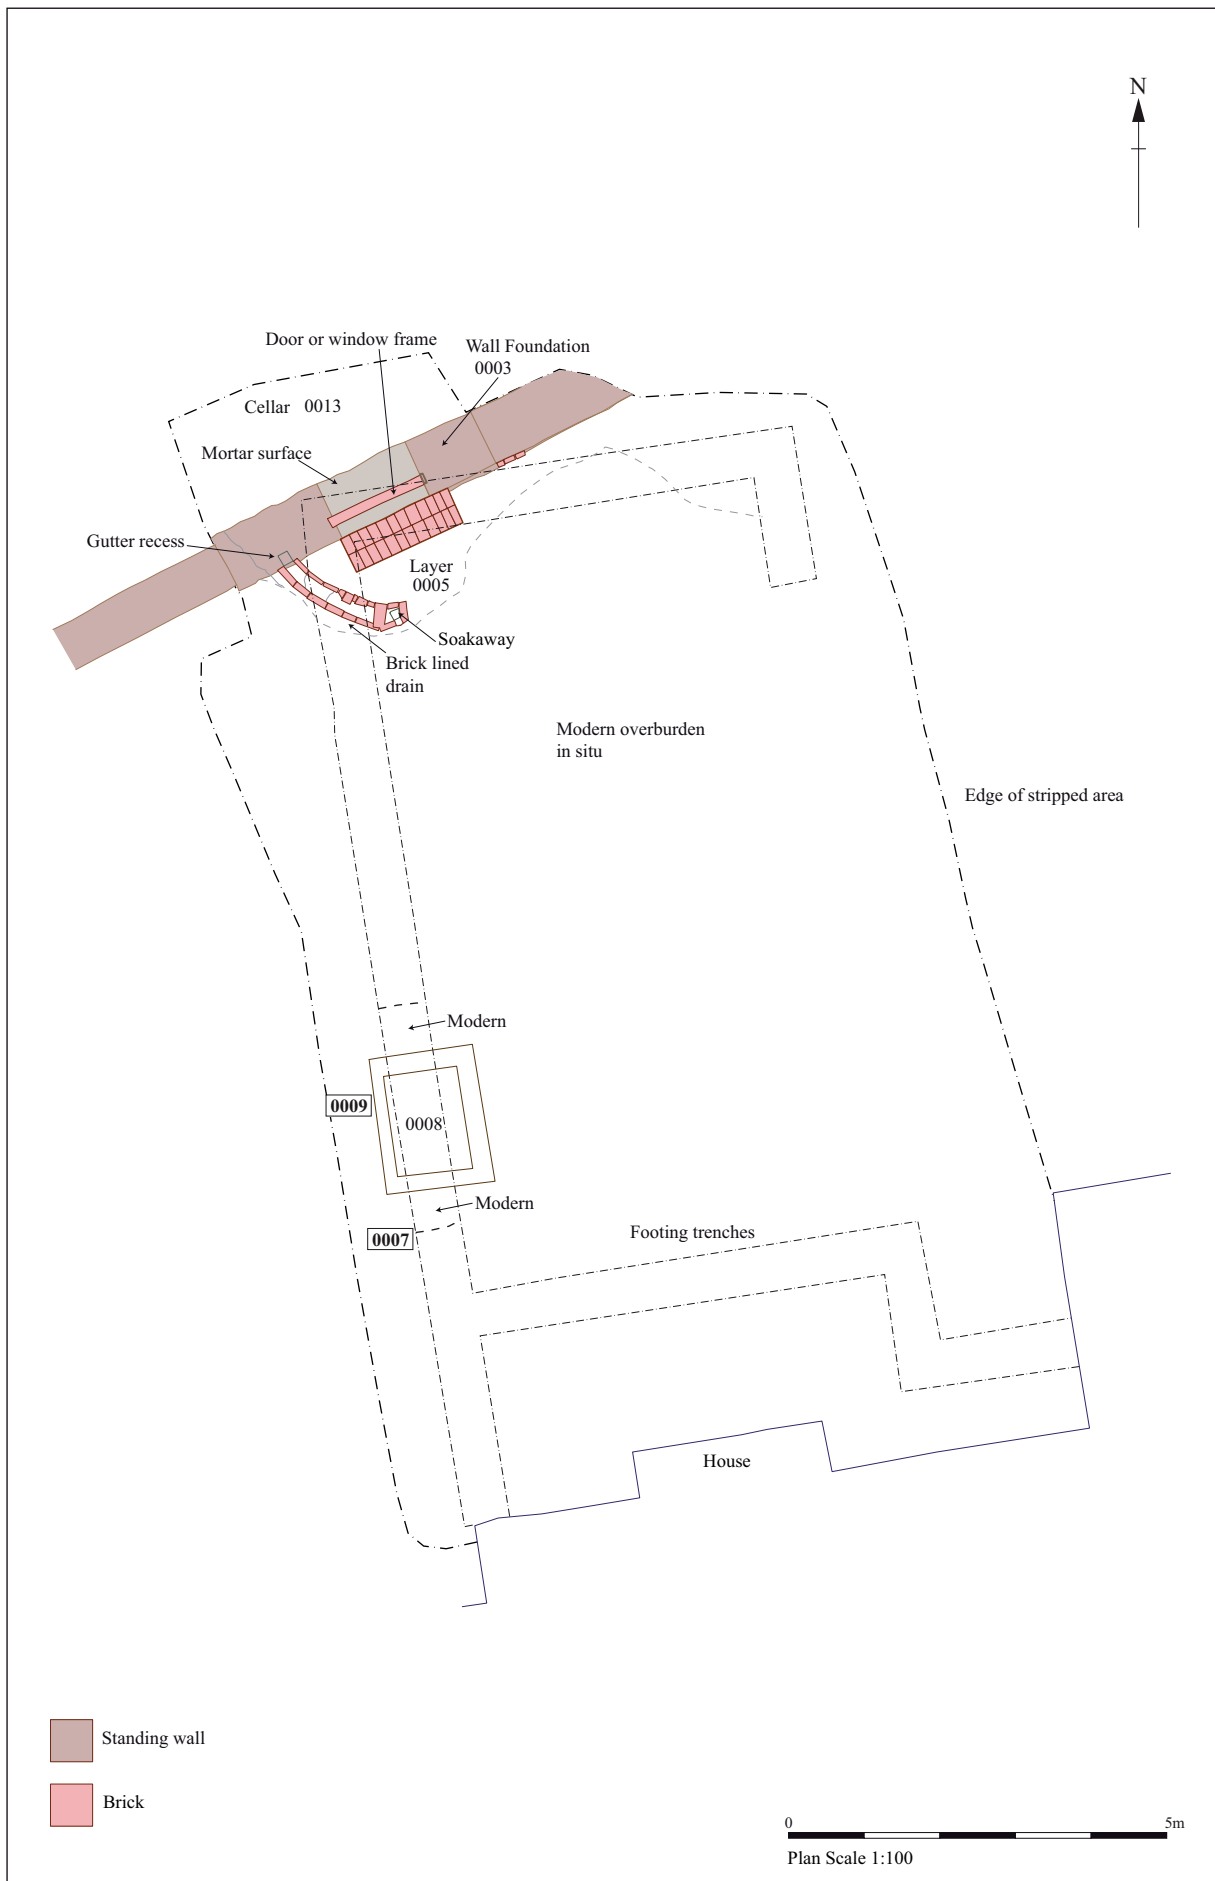 N
Door or window frame
Wall Foundation
0003
Cellar 0013
Mortar surface
Gutter recess
Layer
0005
Soakaway
Brick lined
drain
Modern overburden
in situ
Edge of stripped area
Modern
0009
0008
Modern
0007
Footing trenches
House
Standing wall
Brick
0 5m
Plan Scale 1:100